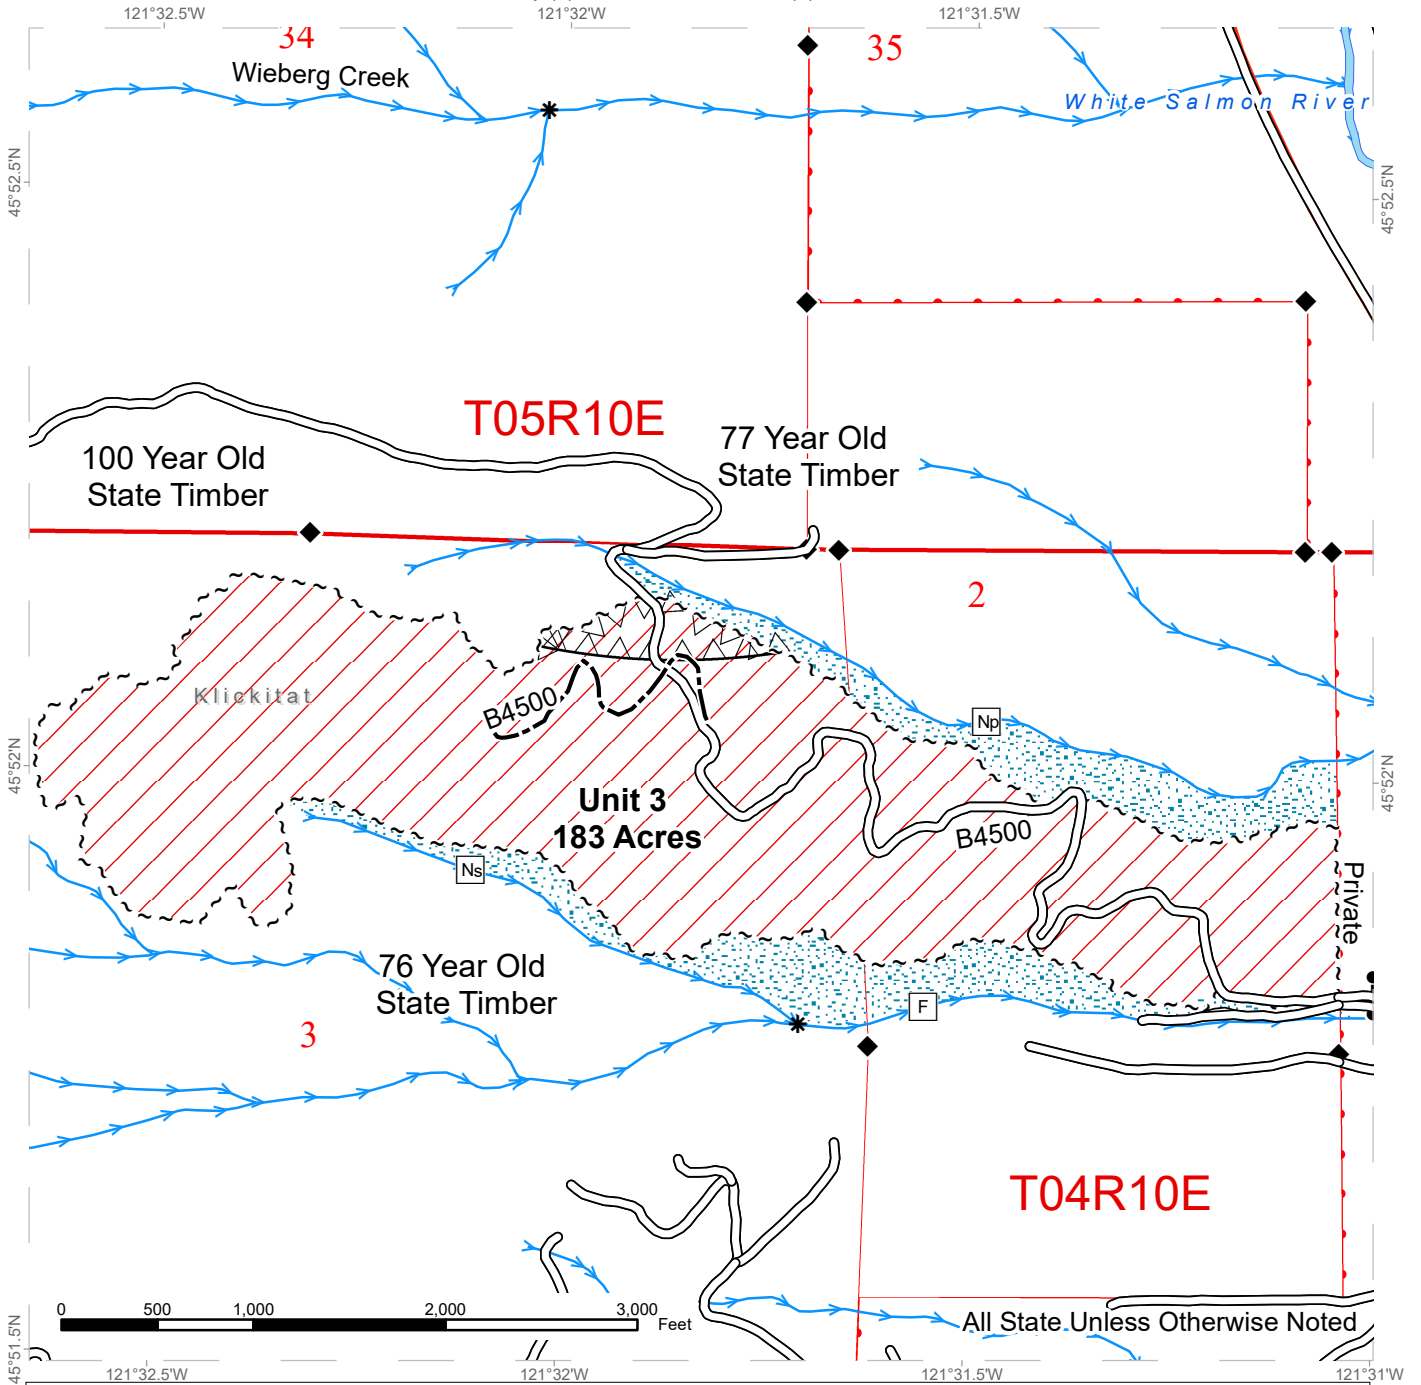 121°32.5'W
121°32'W
121°31.5'W
34
35
Wieberg Creek
White Salmon River
45°52.5'N
45°52.5'N
T05R10E
100 Year Old
State Timber
77 Year Old
State Timber
2
Klickitat
B4500
Np
45°52'N
45°52'N
Unit 3
183 Acres
B4500
Ns
Private
76 Year Old
State Timber
F
3
T04R10E
0
500
1,000
2,000
3,000
Feet
All State Unless Otherwise Noted
45°51.5'N
121°32.5'W
121°32'W
121°31.5'W
121°31'W